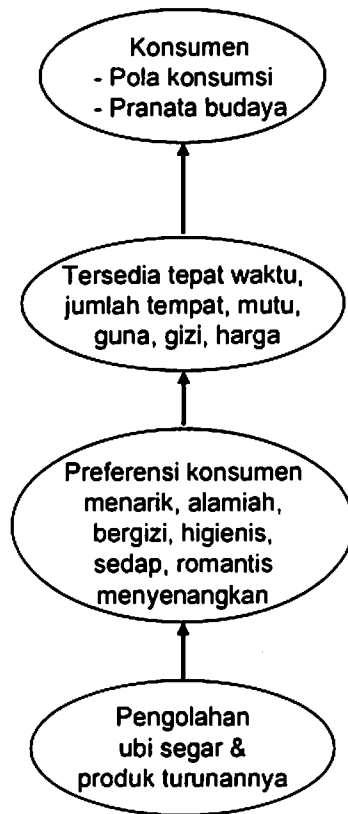 Konsumen
- Pola konsumsi
- Pranata budaya
Tersedia tepat waktu,
jumlah tempat, mutu,
guna, gizi, harga
Preferensi konsumen
menarik, alamiah,
bergizi, higienis,
sedap, romantis
menyenangkan
Pengolahan
ubi segar &
produk turunannya